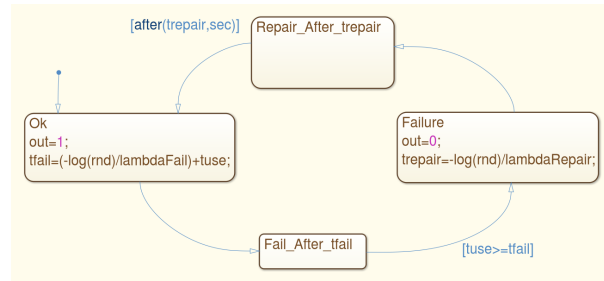 [after(trepair,sec)]
Repair_After_trepair
Ok
out=1;
tfail=(-log(rnd)/lambdaFail)+tuse;
Failure
out=0;
trepair=-log(rnd)/lambdaRepair;
Fail_After_tfail
[tuse>=tfail]